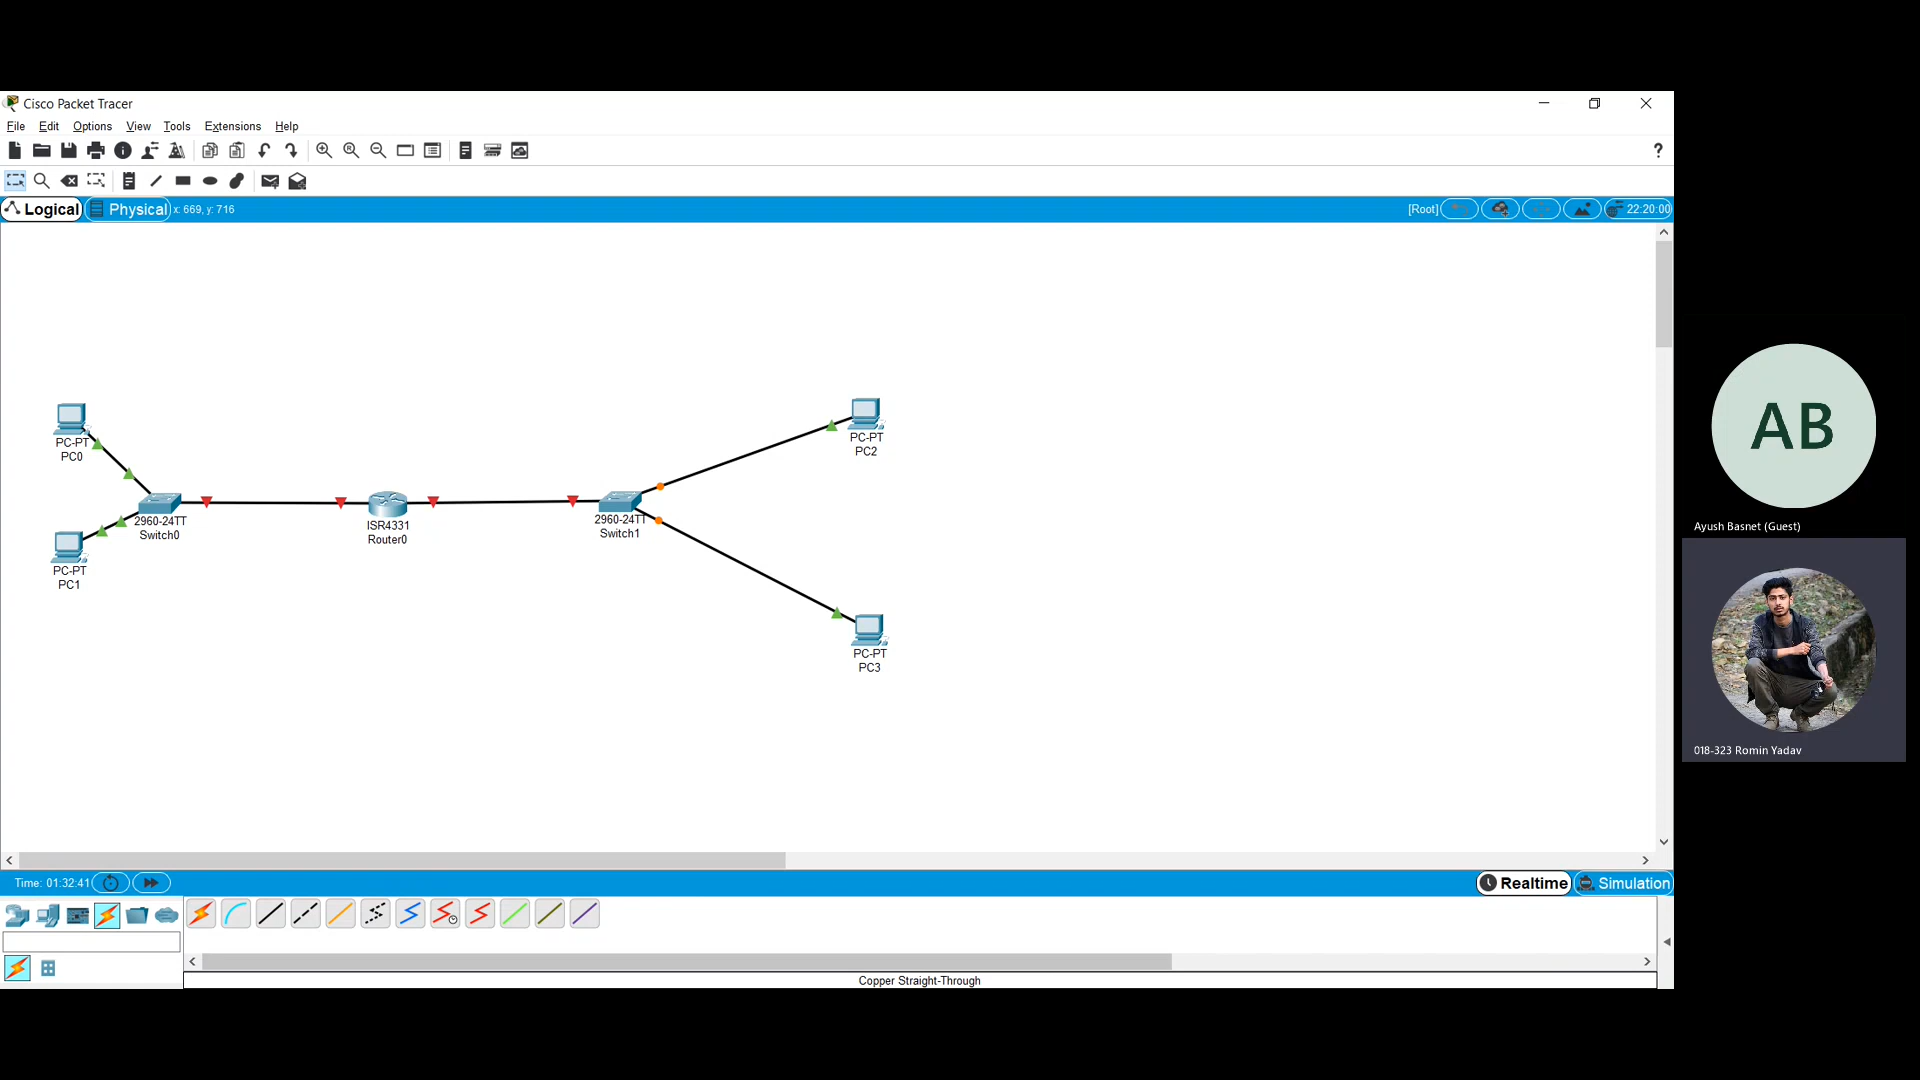 Cisco Packet Tracer
File Edit Options View Tools Extensions Help
?
Logical Physical x: 669, y: 716 [Root] 22:20:00
PC-PT
PC0
PC-PT
PC1
2960-24TT
Switch0
ISR4331
Router0
2960-24TT
Switch1
PC-PT
PC2
PC-PT
PC3
Time: 01:32:41 Realtime Simulation
Copper Straight-Through
AB
Ayush Basnet (Guest)
018-323 Romin Yadav